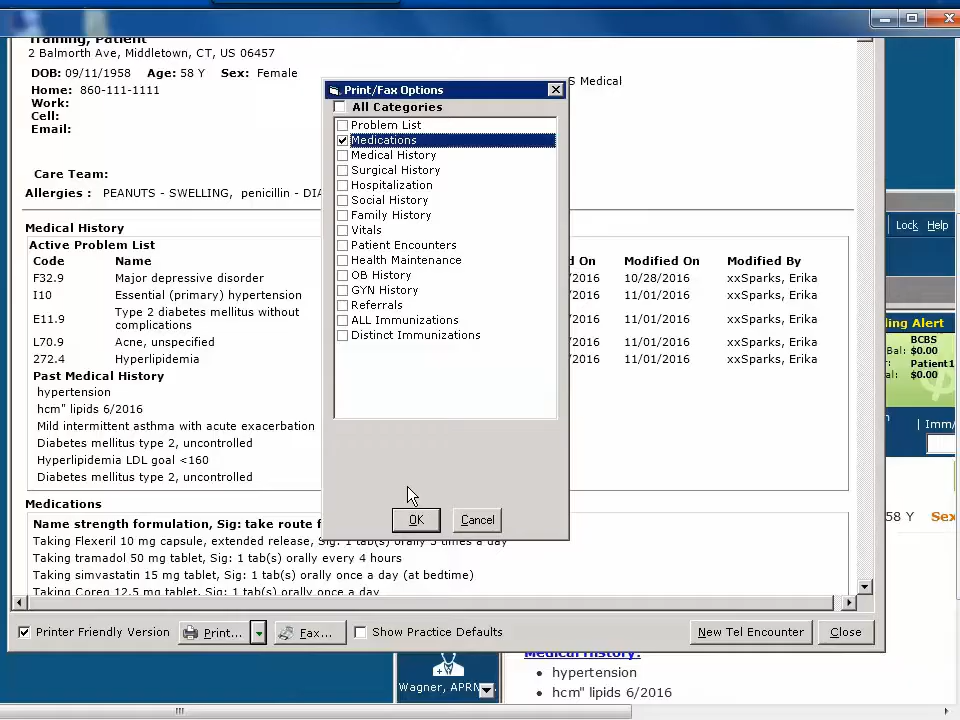 Training, Patient
2 Balmorth Ave, Middletown, CT, US 06457
DOB: 09/11/1958 Age: 58 Y Sex: Female
Home: 860-111-1111
Work:
Cell:
Email:
S Medical
Care Team:
Allergies : PEANUTS - SWELLING, penicillin - DIA
Medical History
Active Problem List
Code Name d On Modified On Modified By
F32.9 Major depressive disorder /2016 10/28/2016 xxSparks, Erika
I10 Essential (primary) hypertension /2016 11/01/2016 xxSparks, Erika
E11.9 Type 2 diabetes mellitus without complications /2016 11/01/2016 xxSparks, Erika
L70.9 Acne, unspecified /2016 11/01/2016 xxSparks, Erika
272.4 Hyperlipidemia /2016 11/01/2016 xxSparks, Erika
Past Medical History
hypertension
hcm" lipids 6/2016
Mild intermittent asthma with acute exacerbation
Diabetes mellitus type 2, uncontrolled
Hyperlipidemia LDL goal <160
Diabetes mellitus type 2, uncontrolled
Medications
Name strength formulation, Sig: take route f
Taking Flexeril 10 mg capsule, extended release, Sig: 1 tab(s) orally 3 times a day
Taking tramadol 50 mg tablet, Sig: 1 tab(s) orally every 4 hours
Taking simvastatin 15 mg tablet, Sig: 1 tab(s) orally once a day (at bedtime)
Taking Coreg 12.5 mg tablet, Sig: 1 tab(s) orally once a day
Print/Fax Options
All Categories
Problem List
Medications
Medical History
Surgical History
Hospitalization
Social History
Family History
Vitals
Patient Encounters
Health Maintenance
OB History
GYN History
Referrals
ALL Immunizations
Distinct Immunizations
OK Cancel
Printer Friendly Version Print... Fax... Show Practice Defaults New Tel Encounter Close
Lock Help
ling Alert
BCBS
Bal: $0.00
r: Patient1
al: $0.00
| Imm/
58 Y Sex
Wagner, APRN
Medical History:
hypertension
hcm" lipids 6/2016